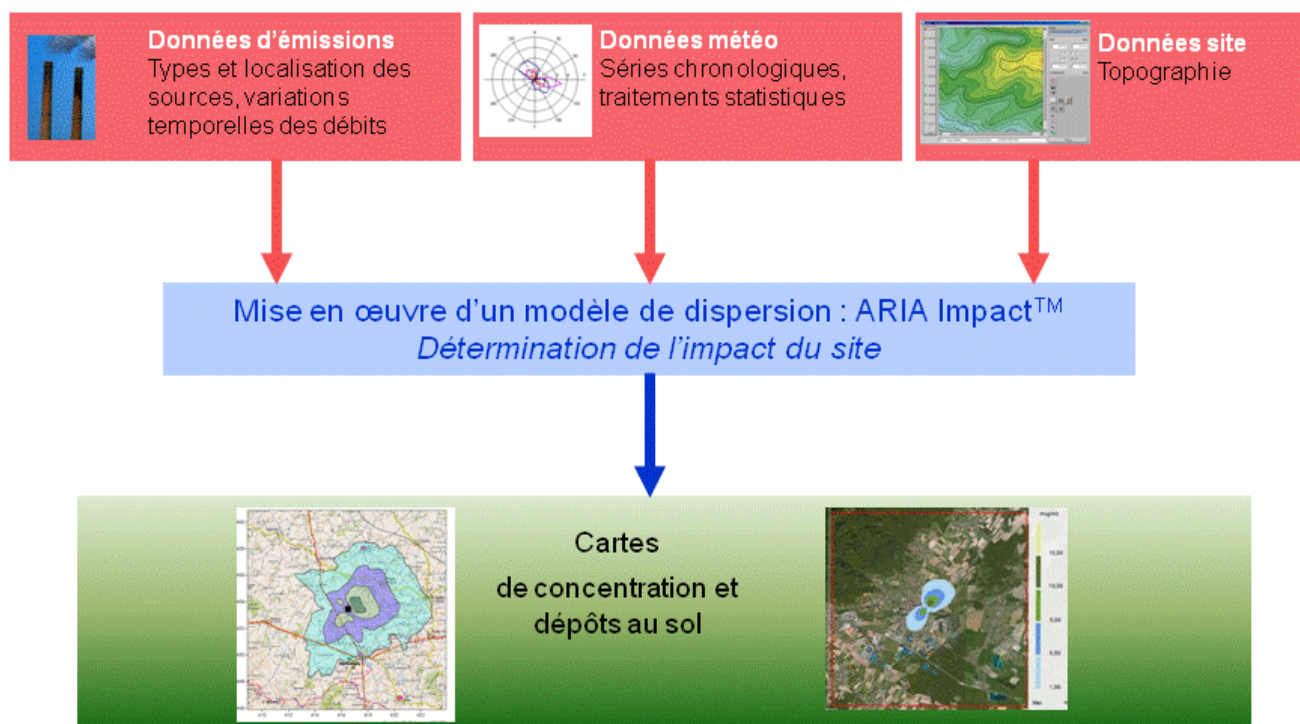 Données d'émissions
Types et localisation des
sources, variations
temporelles des débits
Données météo
Séries chronologiques,
traitements statistiques
Données site
Topographie
Mise en œuvre d'un modèle de dispersion : ARIA Impact™
Détermination de l'impact du site
Cartes
de concentration et
dépôts au sol